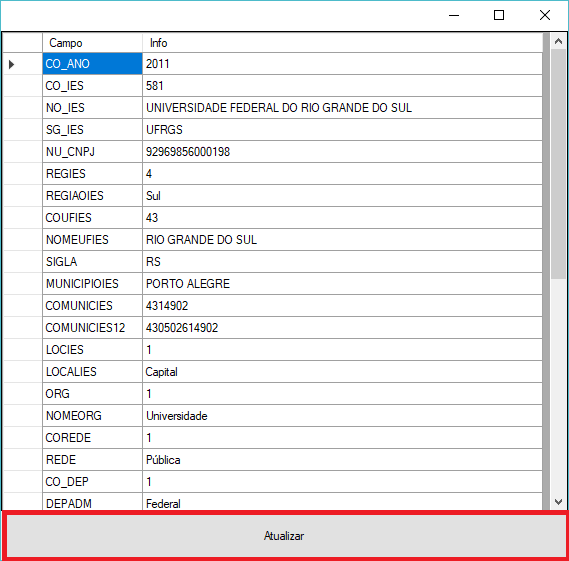 Campo Info
CO_ANO 2011
CO_IES 581
NO_IES UNIVERSIDADE FEDERAL DO RIO GRANDE DO SUL
SG_IES UFRGS
NU_CNPJ 92969856000198
REGIES 4
REGIAOIES Sul
COUFIES 43
NOMEUFIES RIO GRANDE DO SUL
SIGLA RS
MUNICIPIOIES PORTO ALEGRE
COMUNICIES 4314902
COMUNICIES12 430502614902
LOCIES 1
LOCALIES Capital
ORG 1
NOMEORG Universidade
COREDE 1
REDE Pública
CO_DEP 1
DEPADM Federal
Atualizar